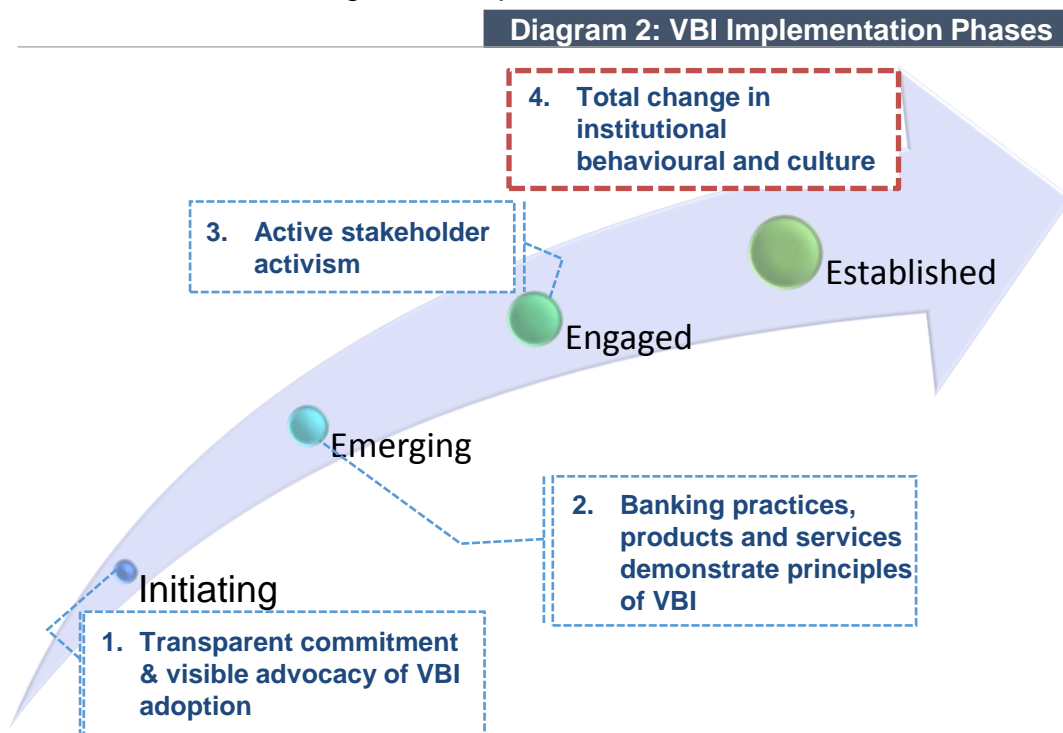 Diagram 2: VBI Implementation Phases
4. Total change in
institutional
behavioural and culture
3. Active stakeholder
activism
Established
Engaged
Emerging
2. Banking practices,
products and services
demonstrate principles
of VBI
Initiating
1. Transparent commitment
& visible advocacy of VBI
adoption